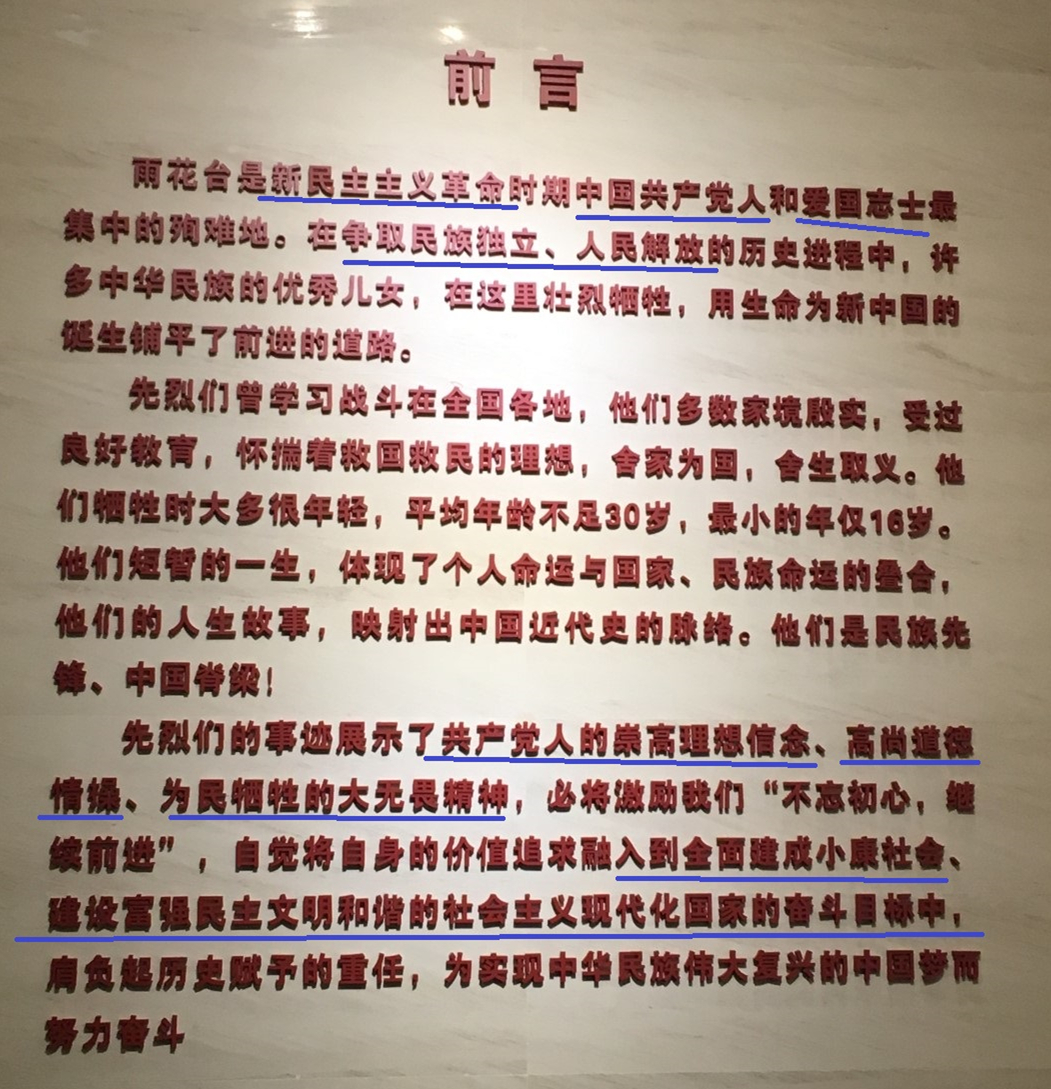 前言
雨花台是新民主主义革命时期中国共产党人和爱国志士最
集中的殉难地。在争取民族独立、人民解放的历史进程中，许
多中华民族的优秀儿女，在这里壮烈牺牲，用生命为新中国的
诞生铺平了前进的道路。
先烈们曾学习战斗在全国各地，他们多数家境殷实，受过
良好教育，怀揣着救国救民的理想，舍家为国，舍生取义。他
们牺牲时大多很年轻，平均年龄不足30岁，最小的年仅16岁。
他们短暂的一生，体现了个人命运与国家、民族命运的叠合，
他们的人生故事，映射出中国近代史的脉络。他们是民族先
锋、中国脊梁！
先烈们的事迹展示了共产党人的崇高理想信念、高尚道德
情操、为民牺牲的大无畏精神，必将激励我们“不忘初心，继
续前进”，自觉将自身的价值追求融入到全面建成小康社会、
建设富强民主文明和谐的社会主义现代化国家的奋斗目标中，
肩负起历史赋予的重任，为实现中华民族伟大复兴的中国梦而
努力奋斗